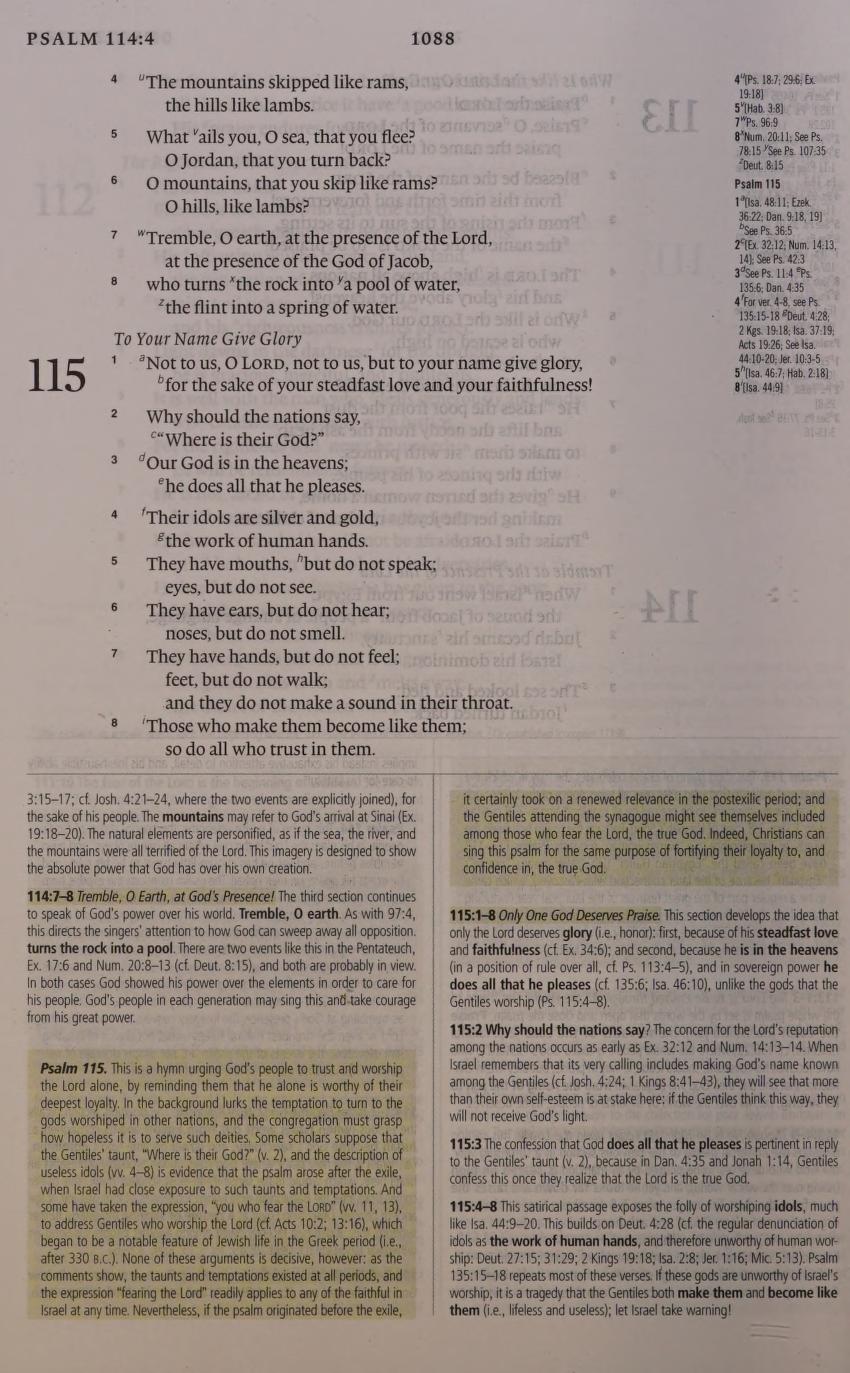 PSALM 114:4
1088
4 ᵘThe mountains skipped like rams,
the hills like lambs.
5 What ᵛails you, O sea, that you flee?
O Jordan, that you turn back?
6 O mountains, that you skip like rams?
O hills, like lambs?
7 ʷTremble, O earth, at the presence of the Lord,
at the presence of the God of Jacob,
8 who turns ˣthe rock into ʸa pool of water,
ᶻthe flint into a spring of water.
To Your Name Give Glory
115
1 ᵃNot to us, O LORD, not to us, but to your name give glory,
ᵇfor the sake of your steadfast love and your faithfulness!
2 Why should the nations say,
ᶜ“Where is their God?”
3 ᵈOur God is in the heavens;
ᵉhe does all that he pleases.
4 ᶠTheir idols are silver and gold,
ᵍthe work of human hands.
5 They have mouths, ʰbut do not speak;
eyes, but do not see.
6 They have ears, but do not hear;
noses, but do not smell.
7 They have hands, but do not feel;
feet, but do not walk;
and they do not make a sound in their throat.
8 ⁱThose who make them become like them;
so do all who trust in them.
4ᵘ[Ps. 18:7; 29:6; Ex.
19:18]
5ᵛ[Hab. 3:8]
7ʷPs. 96:9
8ˣNum. 20:11; See Ps.
78:15 ʸSee Ps. 107:35
ᶻDeut. 8:15
Psalm 115
1ᵃ[Isa. 48:11; Ezek.
36:22; Dan. 9:18, 19]
ᵇSee Ps. 36:5
2ᶜ[Ex. 32:12; Num. 14:13,
14]; See Ps. 42:3
3ᵈSee Ps. 11:4 ᵉPs.
135:6; Dan. 4:35
4ᶠFor ver. 4-8, see Ps.
135:15-18 ᵍDeut. 4:28;
2 Kgs. 19:18; Isa. 37:19;
Acts 19:26; See Isa.
44:10-20; Jer. 10:3-5
5ʰ[Isa. 46:7; Hab. 2:18]
8ⁱ[Isa. 44:9]
3:15–17; cf. Josh. 4:21–24, where the two events are explicitly joined), for
the sake of his people. The mountains may refer to God’s arrival at Sinai (Ex.
19:18–20). The natural elements are personified, as if the sea, the river, and
the mountains were all terrified of the Lord. This imagery is designed to show
the absolute power that God has over his own creation.
114:7–8 Tremble, O Earth, at God’s Presence! The third section continues
to speak of God’s power over his world. Tremble, O earth. As with 97:4,
this directs the singers’ attention to how God can sweep away all opposition.
turns the rock into a pool. There are two events like this in the Pentateuch,
Ex. 17:6 and Num. 20:8–13 (cf. Deut. 8:15), and both are probably in view.
In both cases God showed his power over the elements in order to care for
his people. God’s people in each generation may sing this and take courage
from his great power.
Psalm 115. This is a hymn urging God’s people to trust and worship
the Lord alone, by reminding them that he alone is worthy of their
deepest loyalty. In the background lurks the temptation to turn to the
gods worshiped in other nations, and the congregation must grasp
how hopeless it is to serve such deities. Some scholars suppose that
the Gentiles’ taunt, “Where is their God?” (v. 2), and the description of
useless idols (vv. 4–8) is evidence that the psalm arose after the exile,
when Israel had close exposure to such taunts and temptations. And
some have taken the expression, “you who fear the LORD” (vv. 11, 13),
to address Gentiles who worship the Lord (cf. Acts 10:2; 13:16), which
began to be a notable feature of Jewish life in the Greek period (i.e.,
after 330 B.C.). None of these arguments is decisive, however: as the
comments show, the taunts and temptations existed at all periods, and
the expression “fearing the Lord” readily applies to any of the faithful in
Israel at any time. Nevertheless, if the psalm originated before the exile,
it certainly took on a renewed relevance in the postexilic period; and
the Gentiles attending the synagogue might see themselves included
among those who fear the Lord, the true God. Indeed, Christians can
sing this psalm for the same purpose of fortifying their loyalty to, and
confidence in, the true God.
115:1–8 Only One God Deserves Praise. This section develops the idea that
only the Lord deserves glory (i.e., honor): first, because of his steadfast love
and faithfulness (cf. Ex. 34:6); and second, because he is in the heavens
(in a position of rule over all, cf. Ps. 113:4–5), and in sovereign power he
does all that he pleases (cf. 135:6; Isa. 46:10), unlike the gods that the
Gentiles worship (Ps. 115:4–8).
115:2 Why should the nations say? The concern for the Lord’s reputation
among the nations occurs as early as Ex. 32:12 and Num. 14:13–14. When
Israel remembers that its very calling includes making God’s name known
among the Gentiles (cf. Josh. 4:24; 1 Kings 8:41–43), they will see that more
than their own self-esteem is at stake here: if the Gentiles think this way, they
will not receive God’s light.
115:3 The confession that God does all that he pleases is pertinent in reply
to the Gentiles’ taunt (v. 2), because in Dan. 4:35 and Jonah 1:14, Gentiles
confess this once they realize that the Lord is the true God.
115:4–8 This satirical passage exposes the folly of worshiping idols, much
like Isa. 44:9–20. This builds on Deut. 4:28 (cf. the regular denunciation of
idols as the work of human hands, and therefore unworthy of human wor-
ship: Deut. 27:15; 31:29; 2 Kings 19:18; Isa. 2:8; Jer. 1:16; Mic. 5:13). Psalm
135:15–18 repeats most of these verses. If these gods are unworthy of Israel’s
worship, it is a tragedy that the Gentiles both make them and become like
them (i.e., lifeless and useless); let Israel take warning!